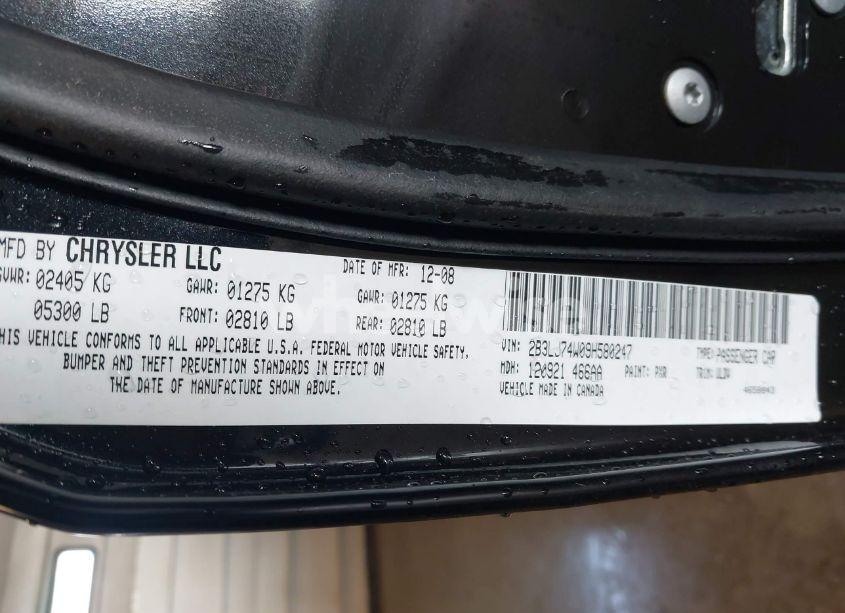 MFD BY CHRYSLER LLC
DATE OF MFR: 12-08
GVWR: 02405 KG
GAWR: 01275 KG
GAWR: 01275 KG
05300 LB
FRONT: 02810 LB
REAR: 02810 LB
THIS VEHICLE CONFORMS TO ALL APPLICABLE U.S.A. FEDERAL MOTOR VEHICLE SAFETY,
BUMPER AND THEFT PREVENTION STANDARDS IN EFFECT ON
THE DATE OF MANUFACTURE SHOWN ABOVE.
VIN: 2B3LJ74W09H580247
TYPE: PASSENGER CAR
MDH: 120921 466AA
PAINT: PXR
TRIM:
VEHICLE MADE IN CANADA